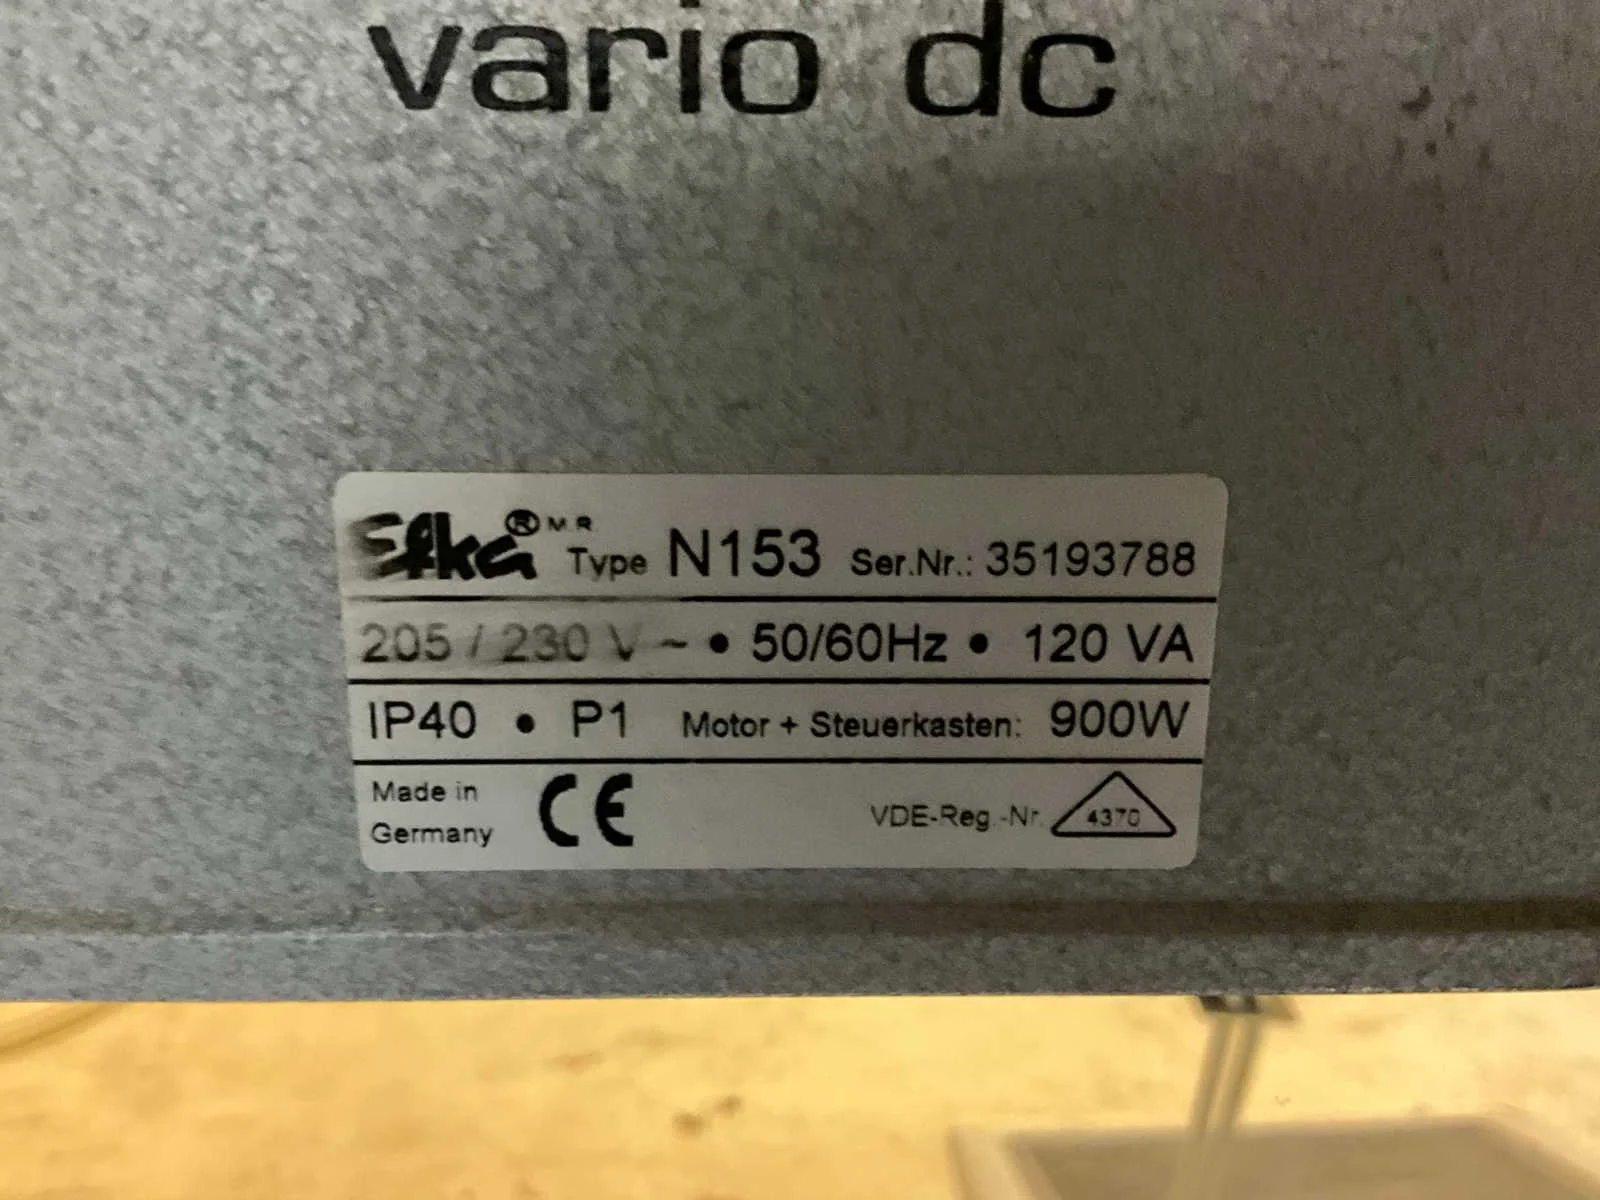 vario dc
Efka® M R Type N153 Ser.Nr.: 35193788
205 / 230 V ~ • 50/60Hz • 120 VA
IP40 • P1 Motor + Steuerkasten: 900W
Made in
Germany
CE
VDE-Reg.-Nr. 4370